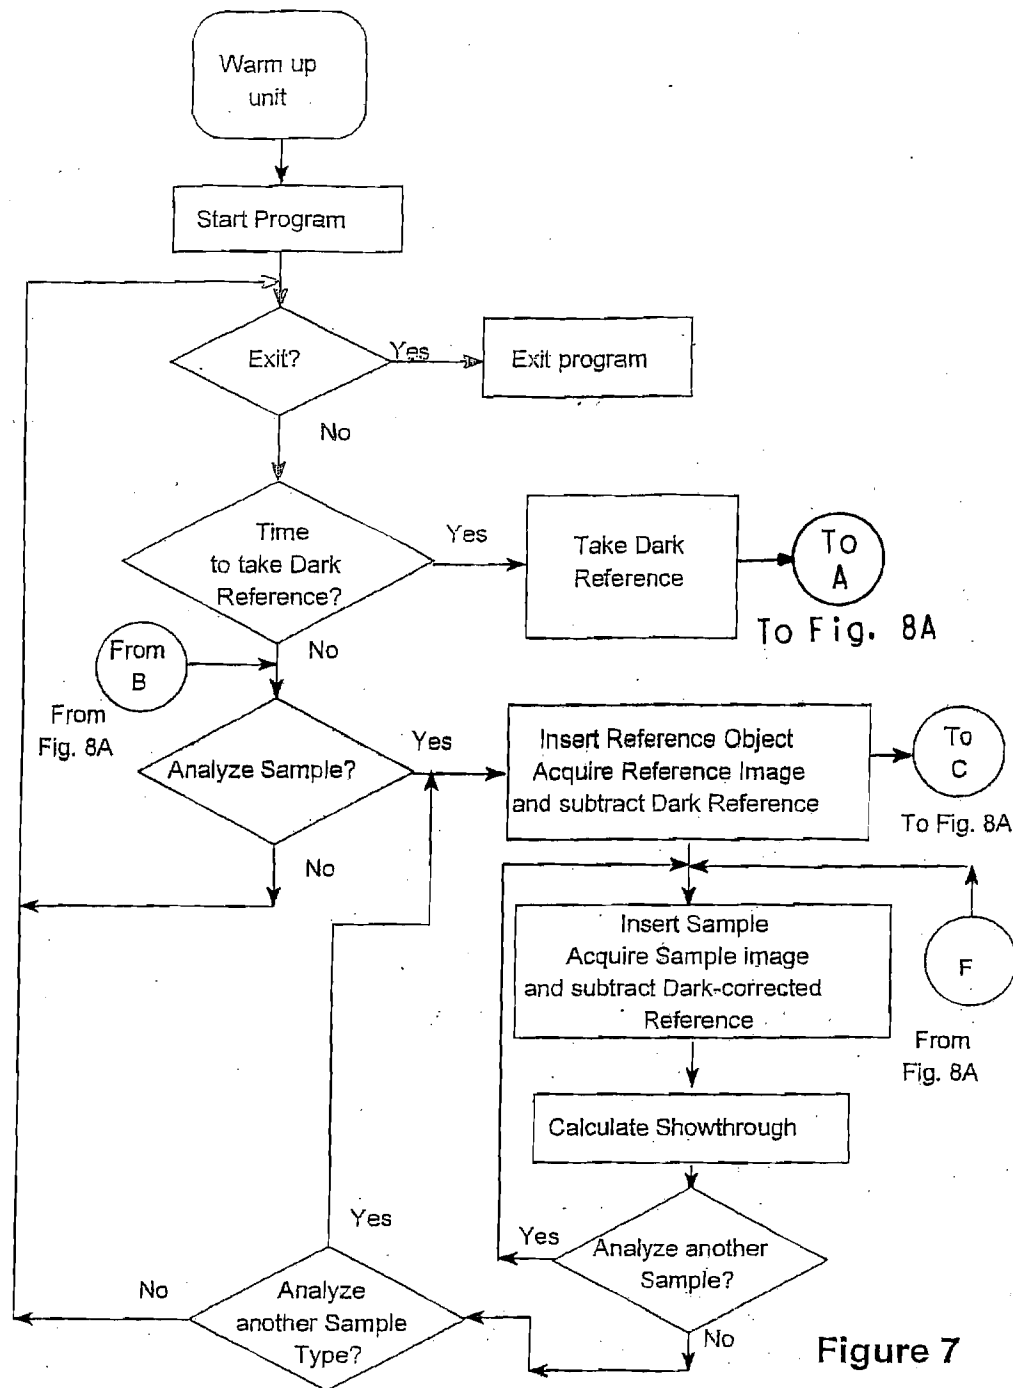 Warm up
unit
Start Program
Exit?
Yes
Exit program
No
Time
to take Dark
Reference?
Yes
Take Dark
Reference
To
A
To Fig. 8A
No
From
B
From
Fig. 8A
Analyze Sample?
Yes
Insert Reference Object
Acquire Reference Image
and subtract Dark Reference
To
C
To Fig. 8A
No
Insert Sample
Acquire Sample image
and subtract Dark-corrected
Reference
F
From
Fig. 8A
Calculate Showthrough
Yes
Analyze another
Sample?
No
Yes
No
Analyze
another Sample
Type?
Figure 7